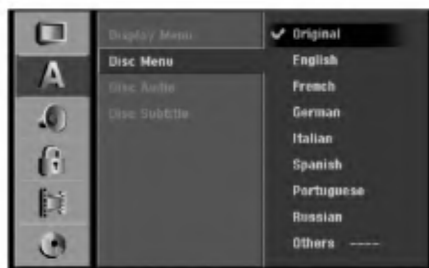 A
Display Menu
Disc Menu
Disc Audio
Disc Subtitle
Original
English
French
German
Italian
Spanish
Portuguese
Russian
Others ----